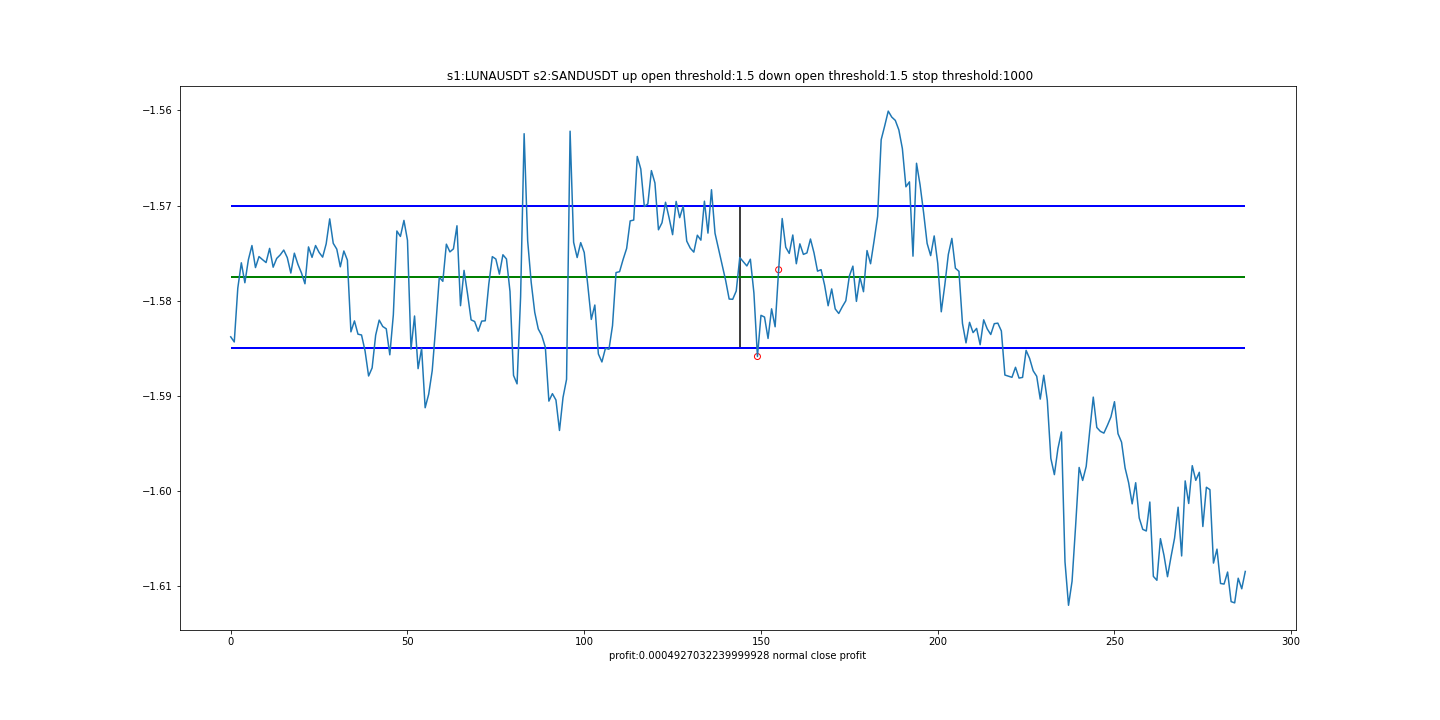 s1:LUNAUSDT s2:SANDUSDT up open threshold:1.5 down open threshold:1.5 stop threshold:1000
−1.56
−1.57
−1.58
−1.59
−1.60
−1.61
0 50 100 150 200 250 300
profit:0.0004927032239999928 normal close profit